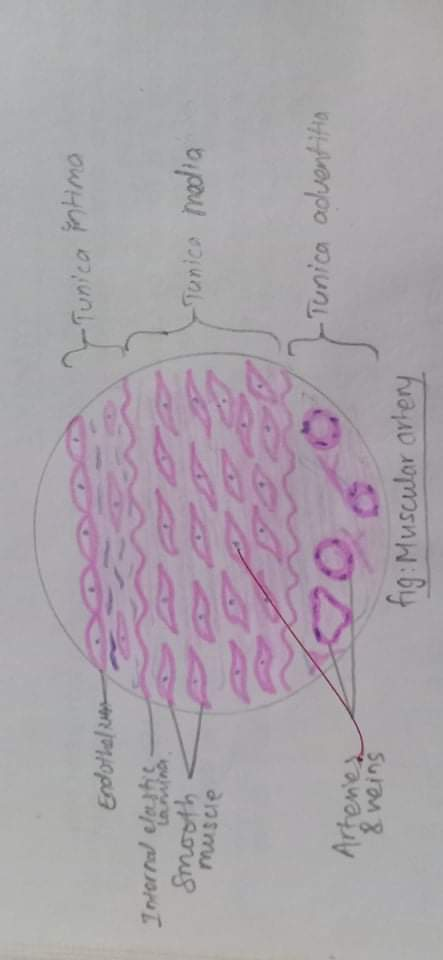 Tunica intima
Tunica media
Tunica adventitia
Endothelium
Internal elastic
lamina.
Smooth
muscle
Arteries
& veins
fig: Muscular artery